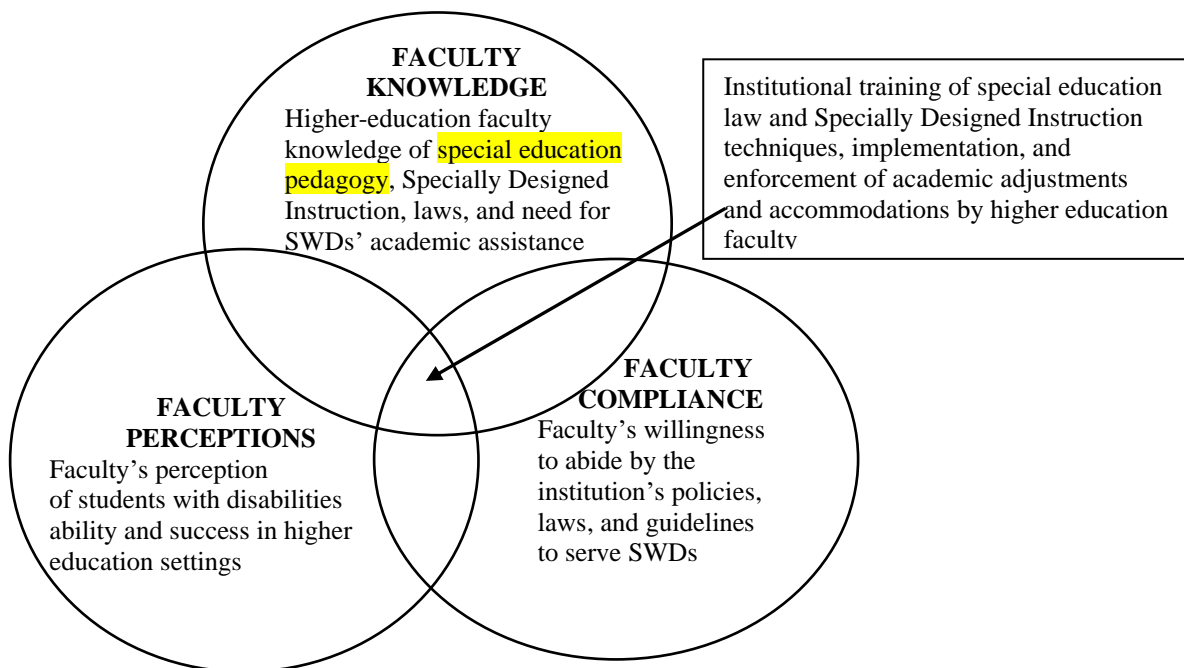 FACULTY
KNOWLEDGE
Higher-education faculty
knowledge of special education
pedagogy, Specially Designed
Instruction, laws, and need for
SWDs’ academic assistance
Institutional training of special education
law and Specially Designed Instruction
techniques, implementation, and
enforcement of academic adjustments
and accommodations by higher education
faculty
FACULTY
PERCEPTIONS
Faculty’s perception
of students with disabilities
ability and success in higher
education settings
FACULTY
COMPLIANCE
Faculty’s willingness
to abide by the
institution’s policies,
laws, and guidelines
to serve SWDs